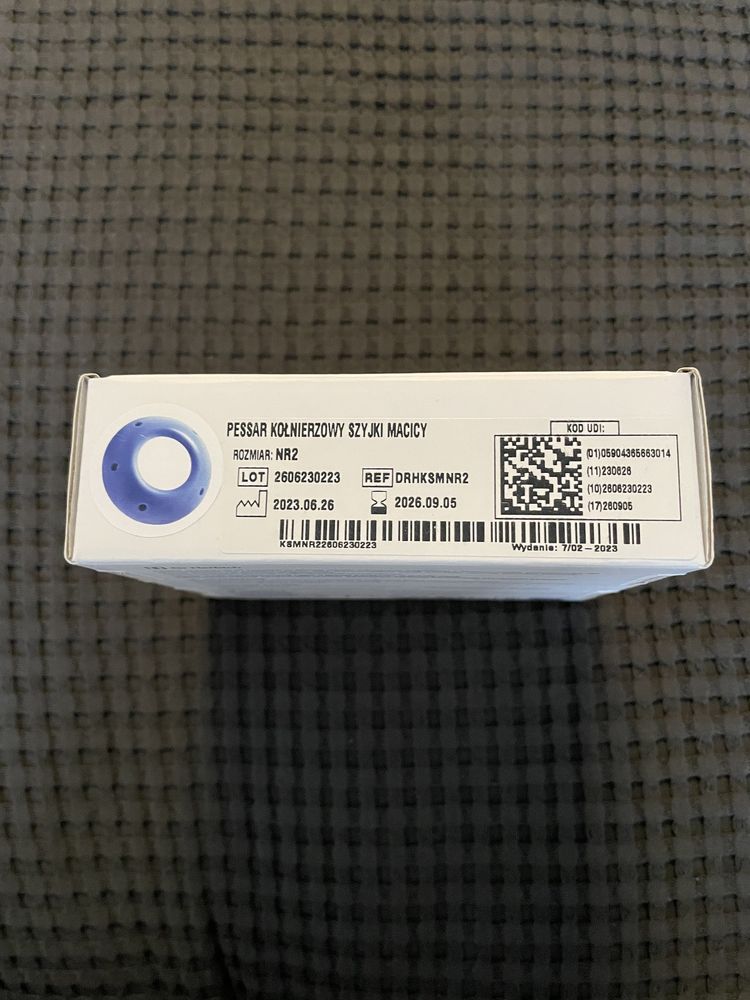 PESSAR KOŁNIERZOWY SZYJKI MACICY
ROZMIAR: NR2
LOT 2606230223 REF DRHKSMNR2
2023.06.26 2026.09.05
KSMNR22606230223
Wydanie: 7/02-2023
KOD UDI:
(01)05904365663014
(11)230626
(10)2606230223
(17)260905